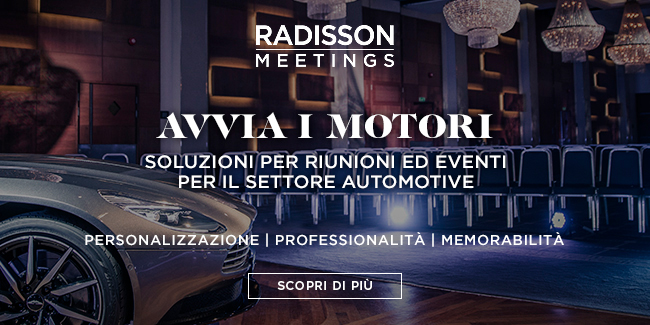 RADISSON
MEETINGS
AVVIA I MOTORI
SOLUZIONI PER RIUNIONI ED EVENTI
PER IL SETTORE AUTOMOTIVE
PERSONALIZZAZIONE | PROFESSIONALITÀ | MEMORABILITÀ
SCOPRI DI PIÙ